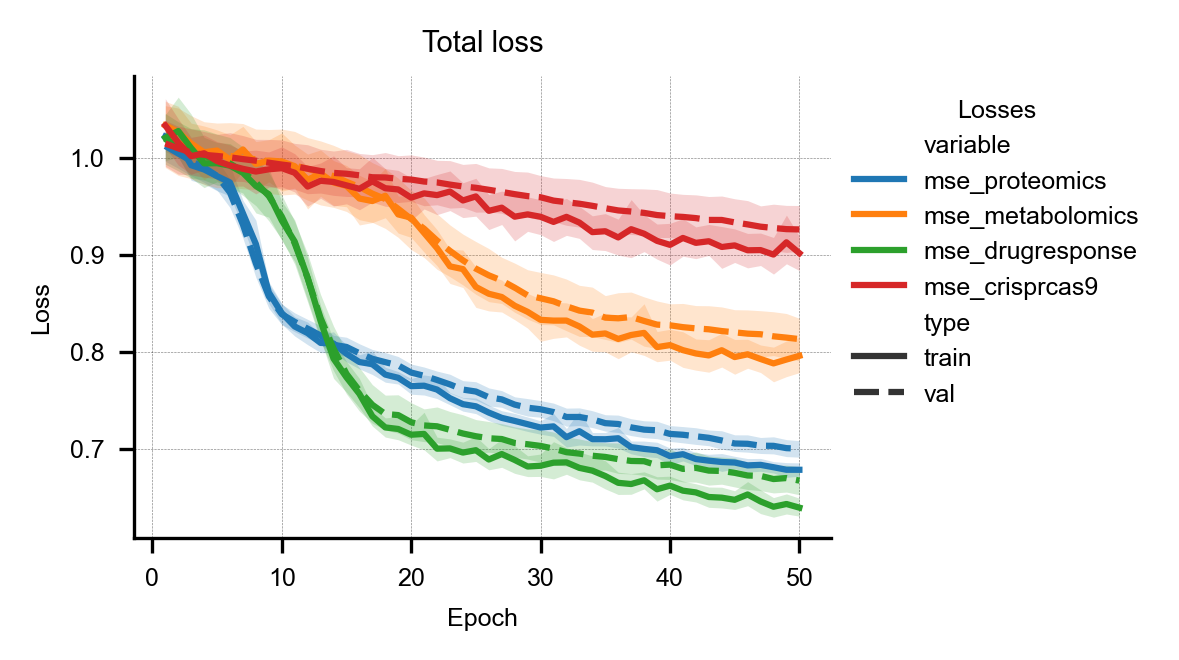 Total loss
Loss
1.0
0.9
0.8
0.7
0
10
20
30
40
50
Epoch
Losses
variable
mse_proteomics
mse_metabolomics
mse_drugresponse
mse_crisprcas9
type
train
val